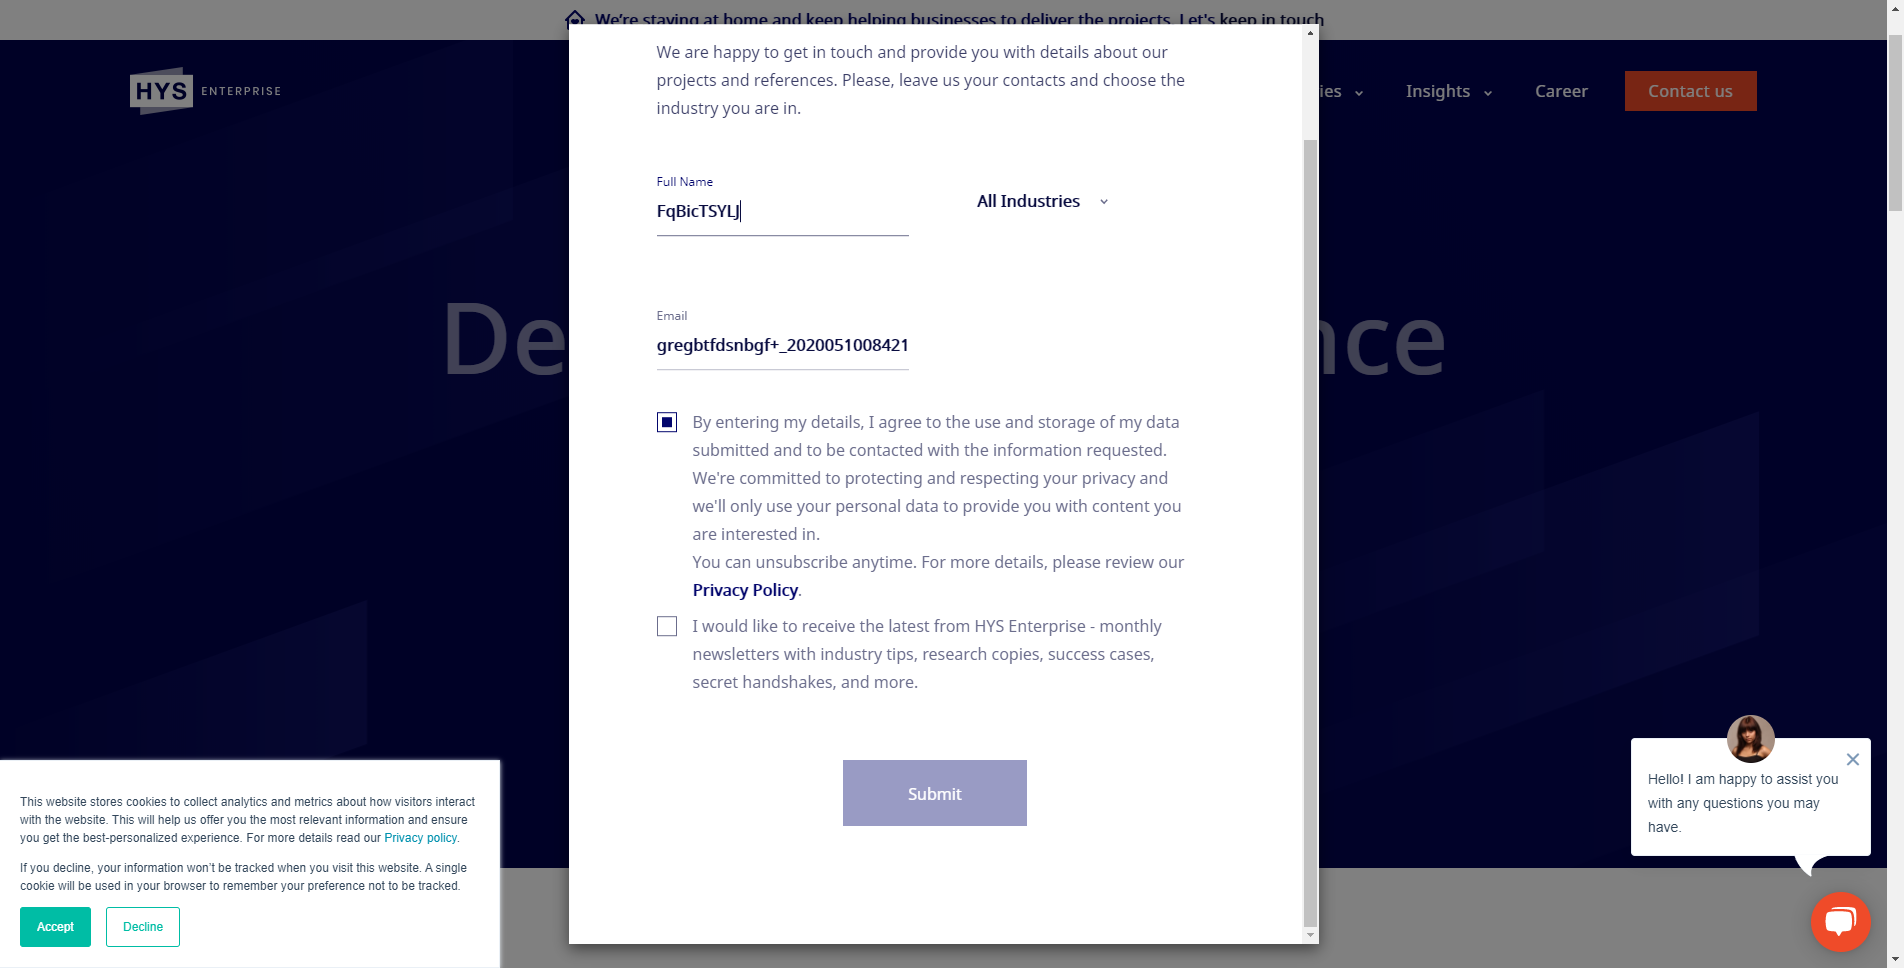 We're staying at home and keep helping businesses to deliver the projects. Let's keep in touch
HYS ENTERPRISE
ies
Insights
Career
Contact us
We are happy to get in touch and provide you with details about our
projects and references. Please, leave us your contacts and choose the
industry you are in.
Full Name
FqBicTSYLJ
All Industries
De
nce
Email
gregbtfdsnbgf+_2020051008421
By entering my details, I agree to the use and storage of my data
submitted and to be contacted with the information requested.
We're committed to protecting and respecting your privacy and
we'll only use your personal data to provide you with content you
are interested in.
You can unsubscribe anytime. For more details, please review our
Privacy Policy.
I would like to receive the latest from HYS Enterprise - monthly
newsletters with industry tips, research copies, success cases,
secret handshakes, and more.
Submit
This website stores cookies to collect analytics and metrics about how visitors interact
with the website. This will help us offer you the most relevant information and ensure
you get the best-personalized experience. For more details read our Privacy policy.
If you decline, your information won't be tracked when you visit this website. A single
cookie will be used in your browser to remember your preference not to be tracked.
Accept
Decline
Hello! I am happy to assist you
with any questions you may
have.